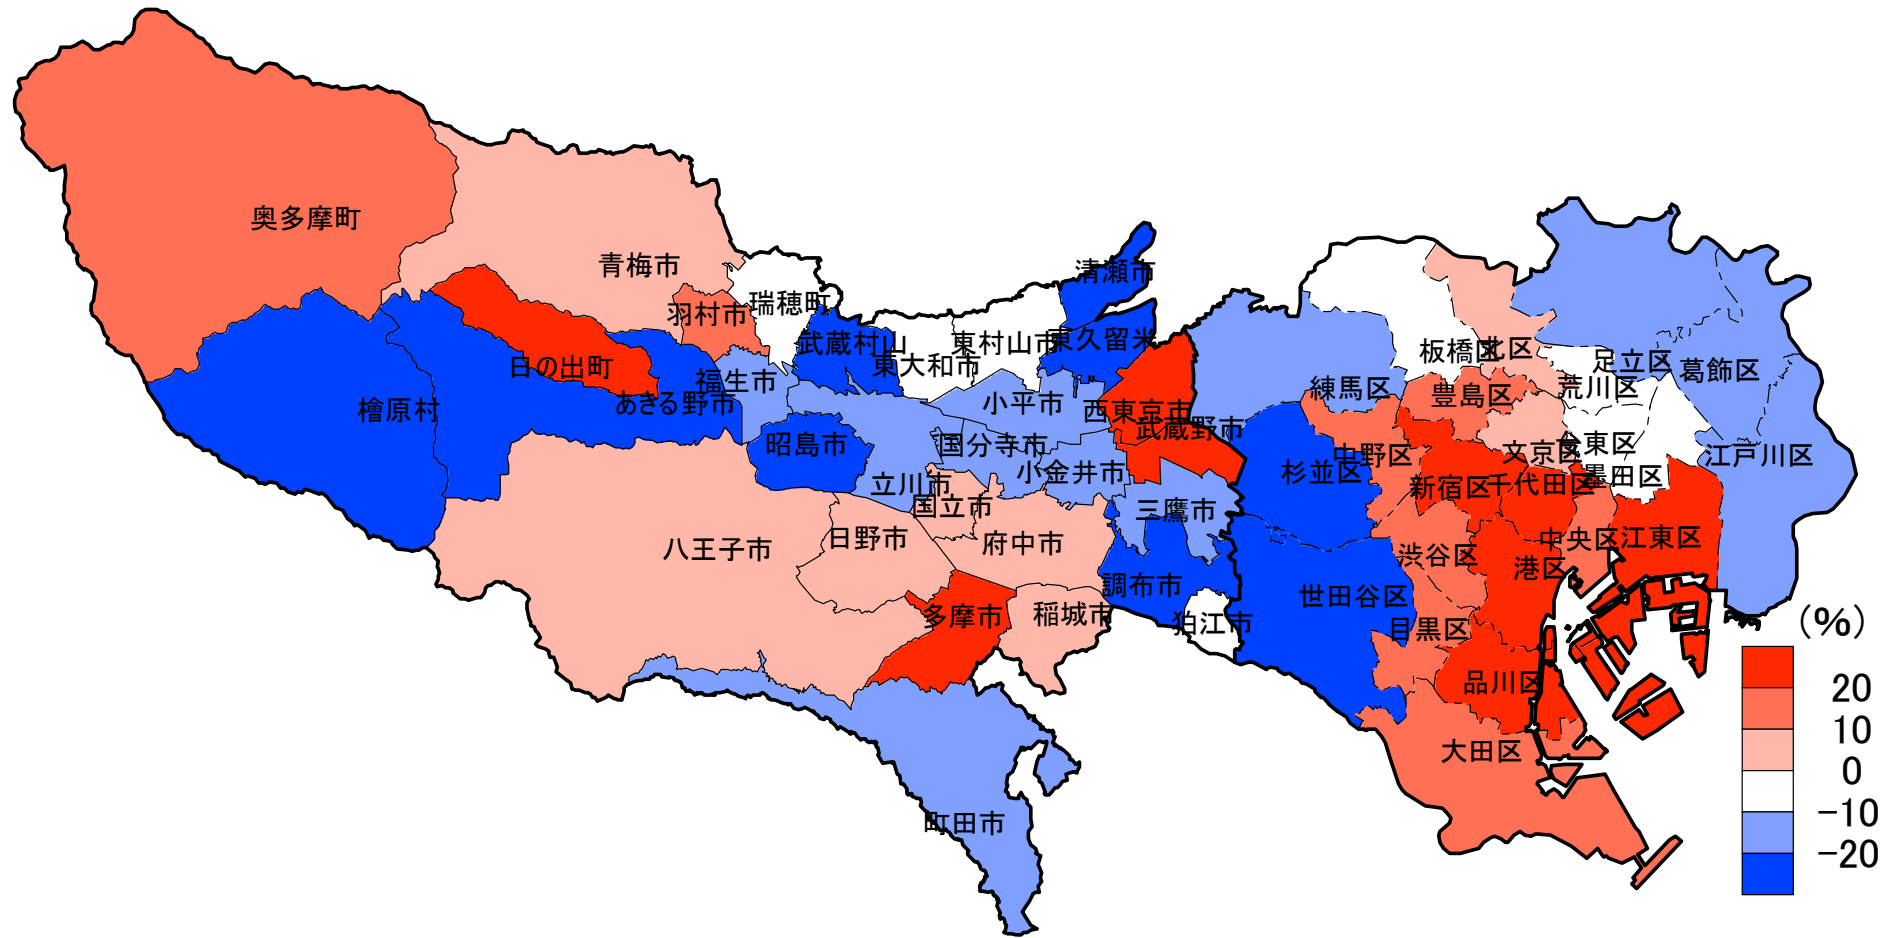 奥多摩町
青梅市
羽村市
瑞穂町
清瀬市
武蔵村山
東大和市
東村山市
東久留米
日の出町
檜原村
あきる野市
福生市
昭島市
小平市
西東京市
武蔵野市
国分寺市
小金井市
立川市
国立市
三鷹市
八王子市
日野市
府中市
調布市
多摩市
稲城市
狛江市
町田市
板橋区
北区
足立区
葛飾区
練馬区
豊島区
荒川区
中野区
文京区
台東区
江戸川区
杉並区
新宿区
千代田区
墨田区
渋谷区
中央区
江東区
港区
世田谷区
目黒区
品川区
大田区
(%)
20
10
0
-10
-20